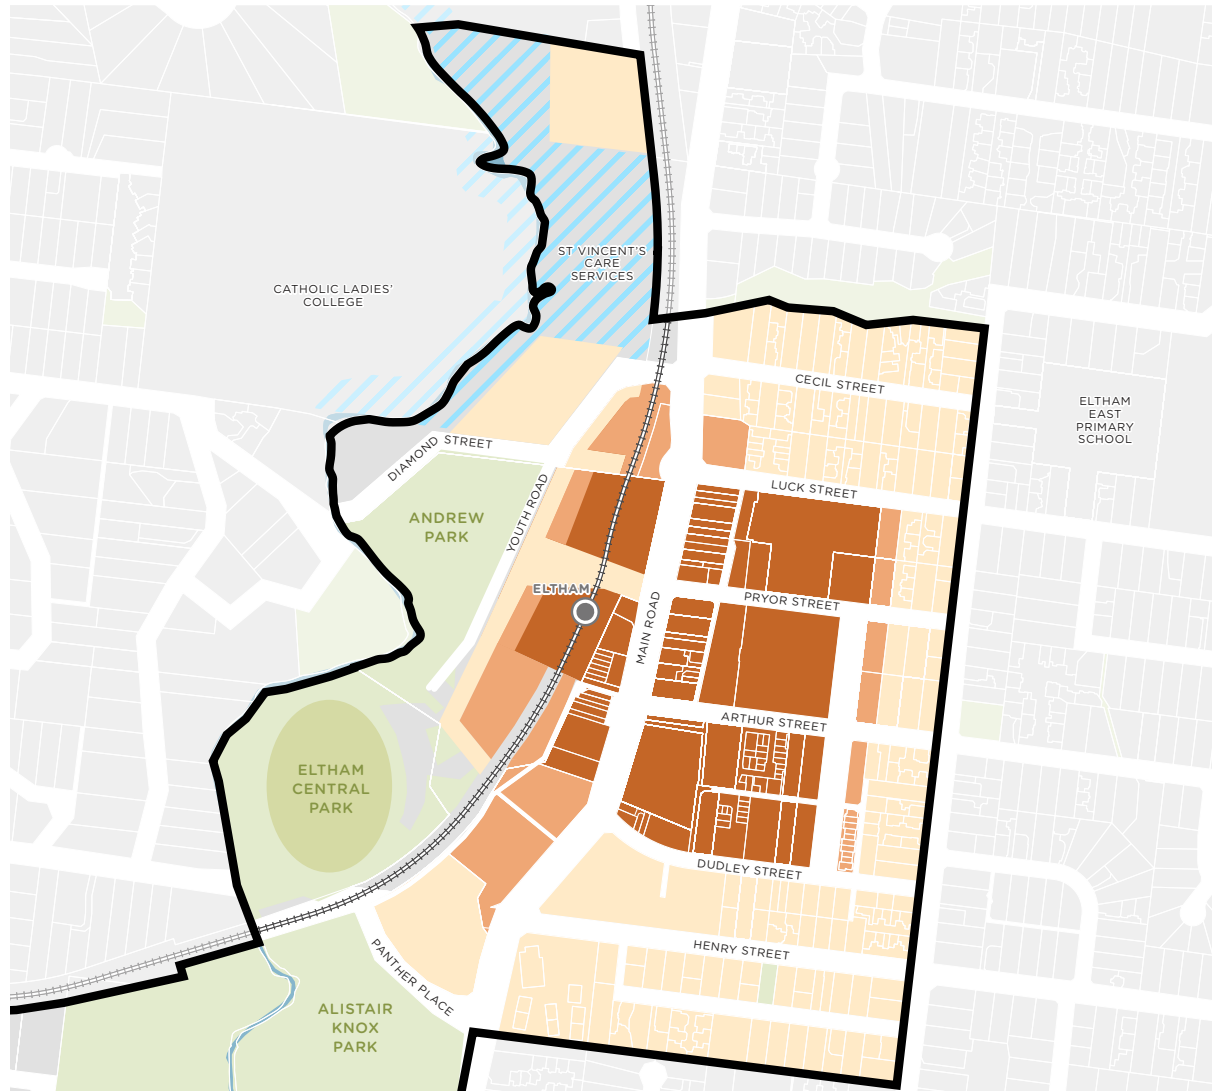 ST VINCENT'S
CARE
SERVICES
CATHOLIC LADIES'
COLLEGE
CECIL STREET
ELTHAM
EAST
PRIMARY
SCHOOL
DIAMOND STREET
LUCK STREET
YOUTH ROAD
ANDREW
PARK
ELTHAM
PRYOR STREET
MAIN ROAD
ARTHUR STREET
ELTHAM
CENTRAL
PARK
DUDLEY STREET
HENRY STREET
PANTHER PLACE
ALISTAIR
KNOX
PARK